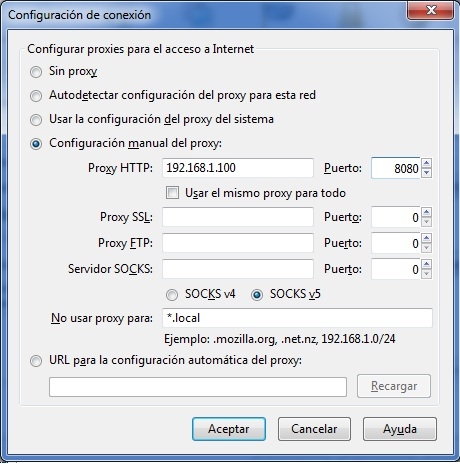 Configuración de conexión
Configurar proxies para el acceso a Internet
Sin proxy
Autodetectar configuración del proxy para esta red
Usar la configuración del proxy del sistema
Configuración manual del proxy:
Proxy HTTP: 192.168.1.100 Puerto: 8080
Usar el mismo proxy para todo
Proxy SSL: Puerto: 0
Proxy FTP: Puerto: 0
Servidor SOCKS: Puerto: 0
SOCKS v4 SOCKS v5
No usar proxy para: *.local
Ejemplo: .mozilla.org, .net.nz, 192.168.1.0/24
URL para la configuración automática del proxy:
Recargar
Aceptar Cancelar Ayuda